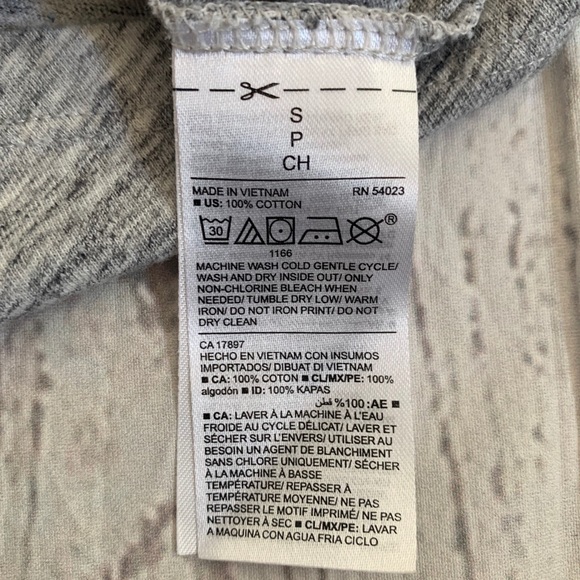 S
P
CH
MADE IN VIETNAM RN 54023
■ US: 100% COTTON
30 ®
1166
MACHINE WASH COLD GENTLE CYCLE/
WASH AND DRY INSIDE OUT/ ONLY
NON-CHLORINE BLEACH WHEN
NEEDED/ TUMBLE DRY LOW/ WARM
IRON/ DO NOT IRON PRINT/ DO NOT
DRY CLEAN
CA 17897
HECHO EN VIETNAM CON INSUMOS
IMPORTADOS/ DIBUAT DI VIETNAM
■ CA: 100% COTON ■ CL/MX/PE: 100%
algodón ■ ID: 100% KAPAS
■ AE: 100% قطن
■ CA: LAVER À LA MACHINE À L'EAU
FROIDE AU CYCLE DÉLICAT/ LAVER ET
SÉCHER SUR L'ENVERS/ UTILISER AU
BESOIN UN AGENT DE BLANCHIMENT
SANS CHLORE UNIQUEMENT/ SÉCHER
À LA MACHINE À BASSE
TEMPÉRATURE/ REPASSER À
TEMPÉRATURE MOYENNE/ NE PAS
REPASSER LE MOTIF IMPRIMÉ/ NE PAS
NETTOYER À SEC ■ CL/MX/PE: LAVAR
A MAQUINA CON AGUA FRIA CICLO